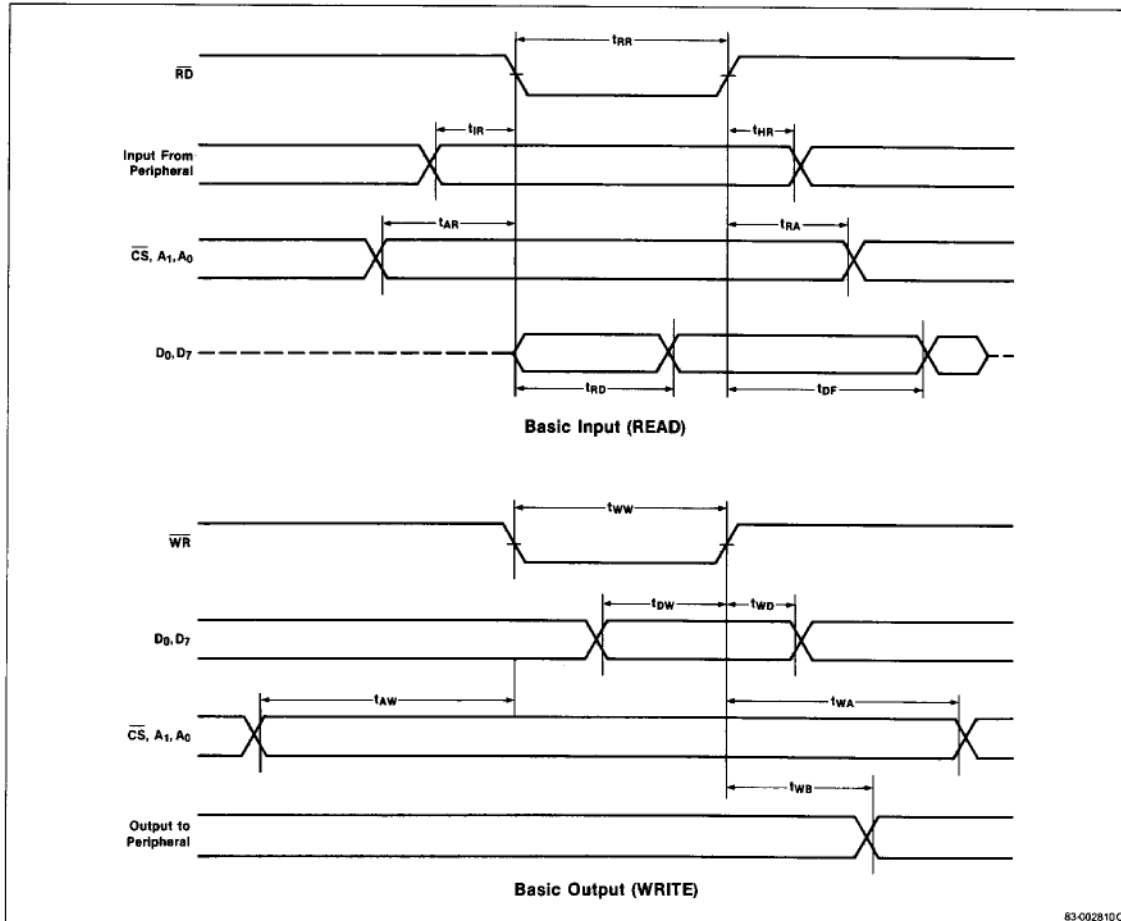 tRR
RD
tIR
tHR
Input From
Peripheral
tAR
tRA
CS, A1, A0
D0, D7
tRD
tDF
Basic Input (READ)
tWW
WR
tDW
tWD
D0, D7
tAW
tWA
CS, A1, A0
tWB
Output to
Peripheral
Basic Output (WRITE)
83-002810C